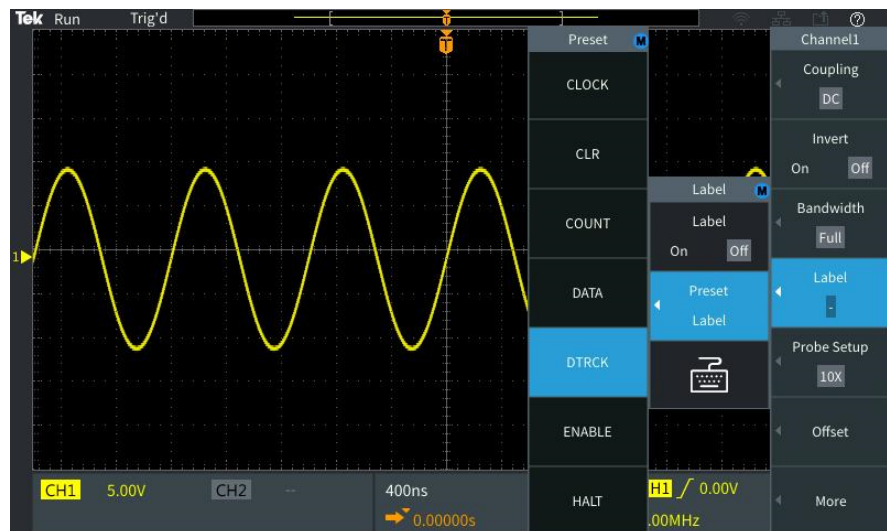 Tek Run Trig'd
T
T
1
Preset M
CLOCK
CLR
COUNT
DATA
DTRCK
ENABLE
HALT
Label M
Label
On Off
Preset
Label
Channel1
Coupling
DC
Invert
On Off
Bandwidth
Full
Label
-
Probe Setup
10X
Offset
More
CH1 5.00V CH2 --
400ns
0.00000s
H1 0.00V
.00MHz